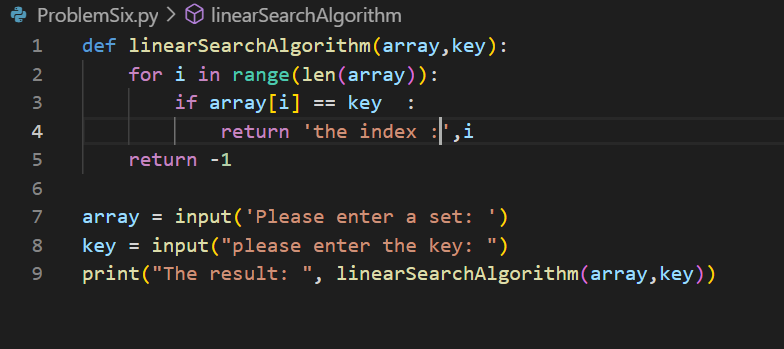 ProblemSix.py > linearSearchAlgorithm
1 def linearSearchAlgorithm(array,key):
2     for i in range(len(array)):
3         if array[i] == key  :
4             return 'the index :',i
5     return -1
6
7 array = input('Please enter a set: ')
8 key = input("please enter the key: ")
9 print("The result: ", linearSearchAlgorithm(array,key))